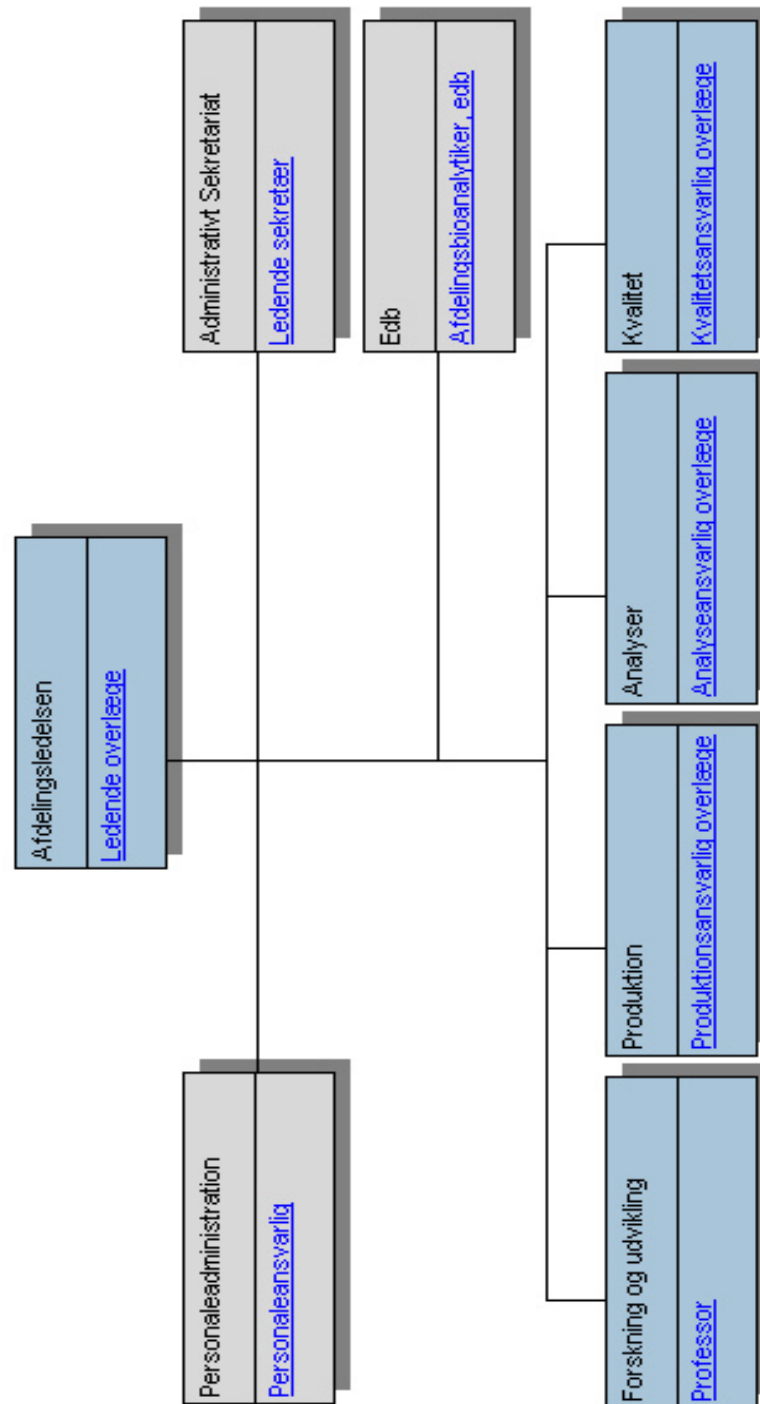 Afdelingsledelsen
Ledende overlæge
Personaleadministration
Personaleansvarlig
Administrativt Sekretariat
Ledende sekretær
Edb
Afdelingsbioanalytiker, edb
Forskning og udvikling
Professor
Produktion
Produktionsansvarlig overlæge
Analyser
Analyseansvarlig overlæge
Kvalitet
Kvalitetsansvarlig overlæge